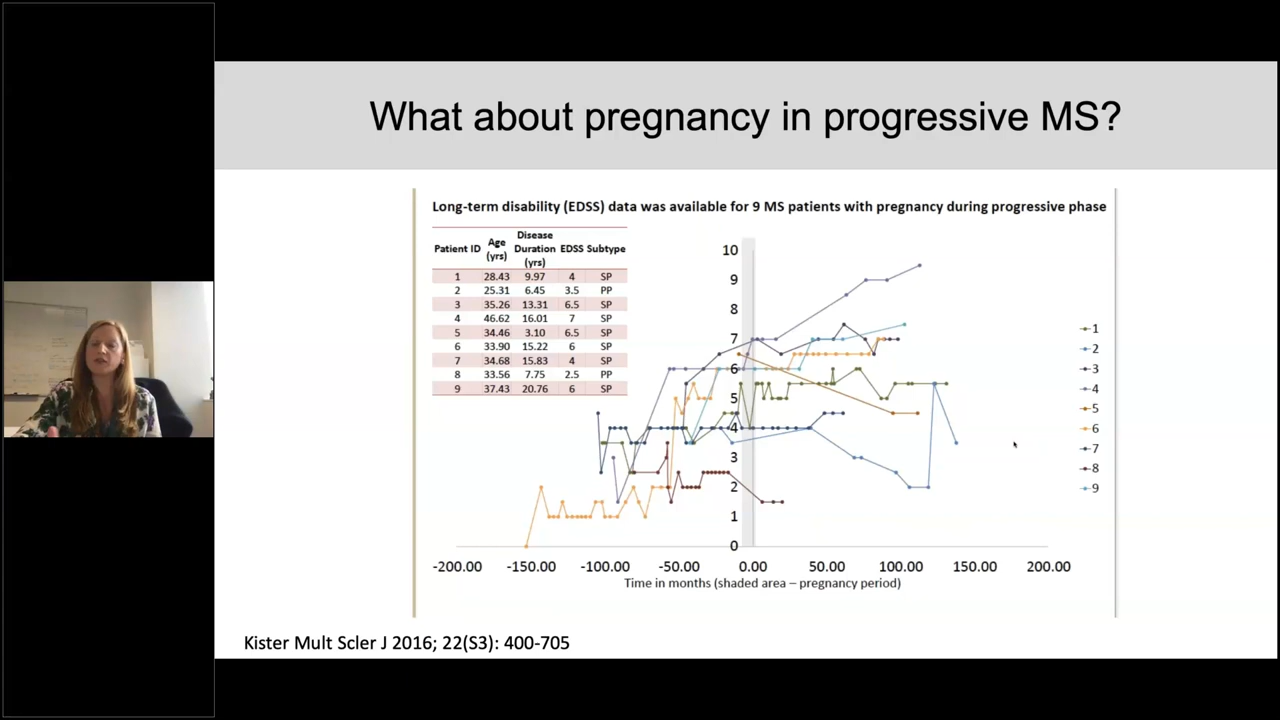 What about pregnancy in progressive MS?
Long-term disability (EDSS) data was available for 9 MS patients with pregnancy during progressive phase
Patient ID Age (yrs) Disease Duration (yrs) EDSS Subtype
1 28.43 9.97 4 SP
2 25.31 6.45 3.5 PP
3 35.26 13.31 6.5 SP
4 46.62 16.01 7 SP
5 34.46 3.10 6.5 SP
6 33.90 15.22 6 SP
7 34.68 15.83 4 SP
8 33.56 7.75 2.5 PP
9 37.43 20.76 6 SP
10
9
8
7
6
5
4
3
2
1
0
-200.00 -150.00 -100.00 -50.00 0.00 50.00 100.00 150.00 200.00
Time in months (shaded area – pregnancy period)
1
2
3
4
5
6
7
8
9
Kister Mult Scler J 2016; 22(S3): 400-705